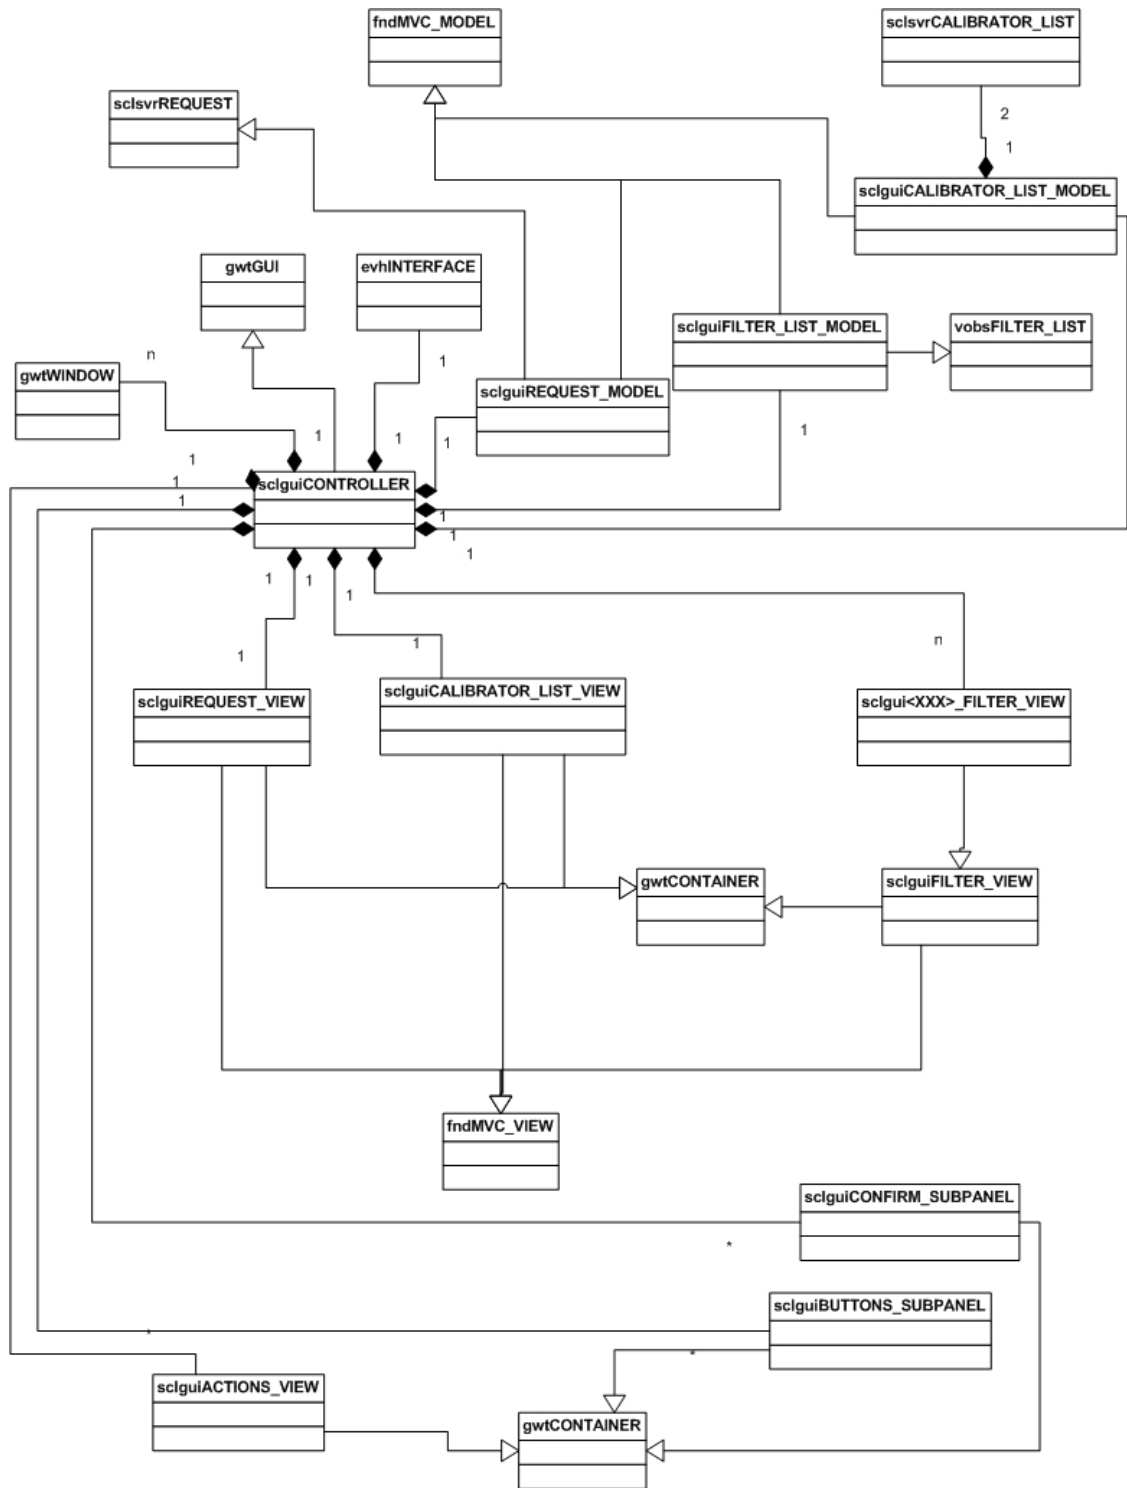 fndMVC_MODEL
sclsvrCALIBRATOR_LIST
sclsvrREQUEST
2
1
sclguiCALIBRATOR_LIST_MODEL
gwtGUI
evhINTERFACE
sclguiFILTER_LIST_MODEL
vobsFILTER_LIST
n
1
gwtWINDOW
sclguiREQUEST_MODEL
1
1
1
1
1
1
1
sclguiCONTROLLER
1
1
1
1
1
1
1
1
1
n
sclguiREQUEST_VIEW
sclguiCALIBRATOR_LIST_VIEW
sclgui<XXX>_FILTER_VIEW
gwtCONTAINER
sclguiFILTER_VIEW
fndMVC_VIEW
sclguiCONFIRM_SUBPANEL
*
sclguiBUTTONS_SUBPANEL
*
*
sclguiACTIONS_VIEW
gwtCONTAINER